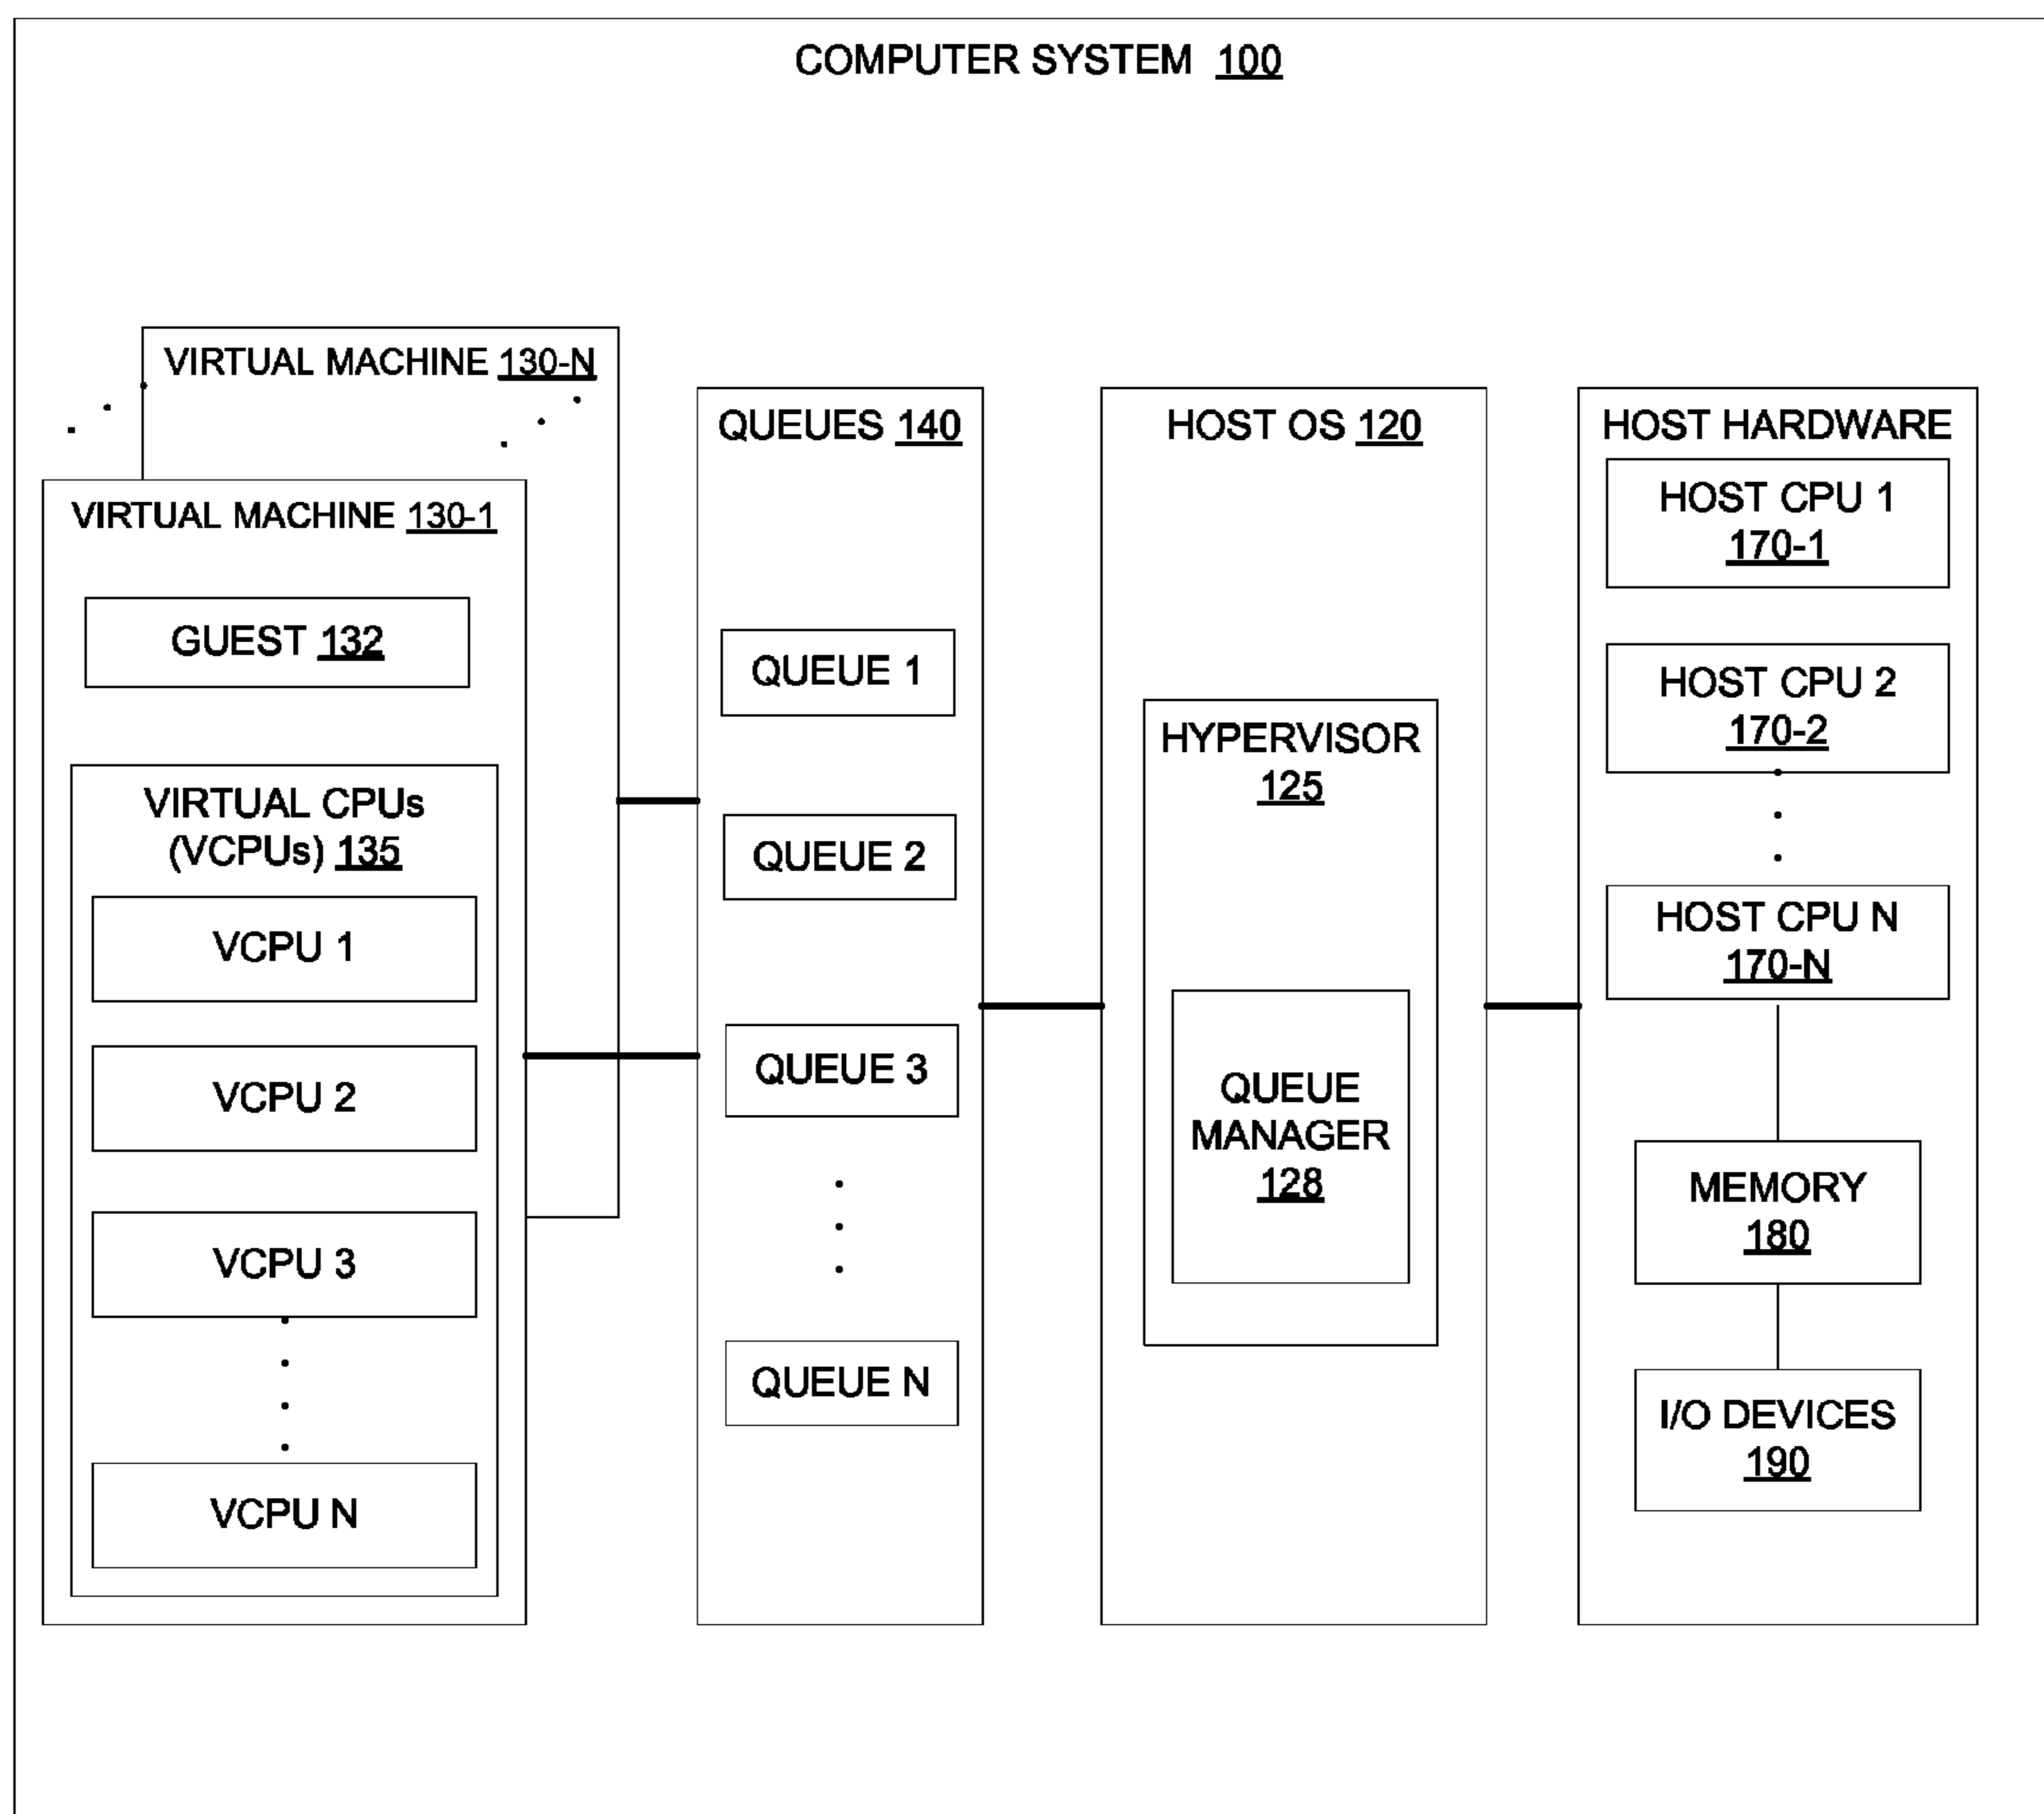 COMPUTER SYSTEM 100
VIRTUAL MACHINE 130-N
VIRTUAL MACHINE 130-1
GUEST 132
VIRTUAL CPUs
(VCPUs) 135
VCPU 1
VCPU 2
VCPU 3
VCPU N
QUEUES 140
QUEUE 1
QUEUE 2
QUEUE 3
QUEUE N
HOST OS 120
HYPERVISOR
125
QUEUE
MANAGER
128
HOST HARDWARE
HOST CPU 1
170-1
HOST CPU 2
170-2
HOST CPU N
170-N
MEMORY
180
I/O DEVICES
190